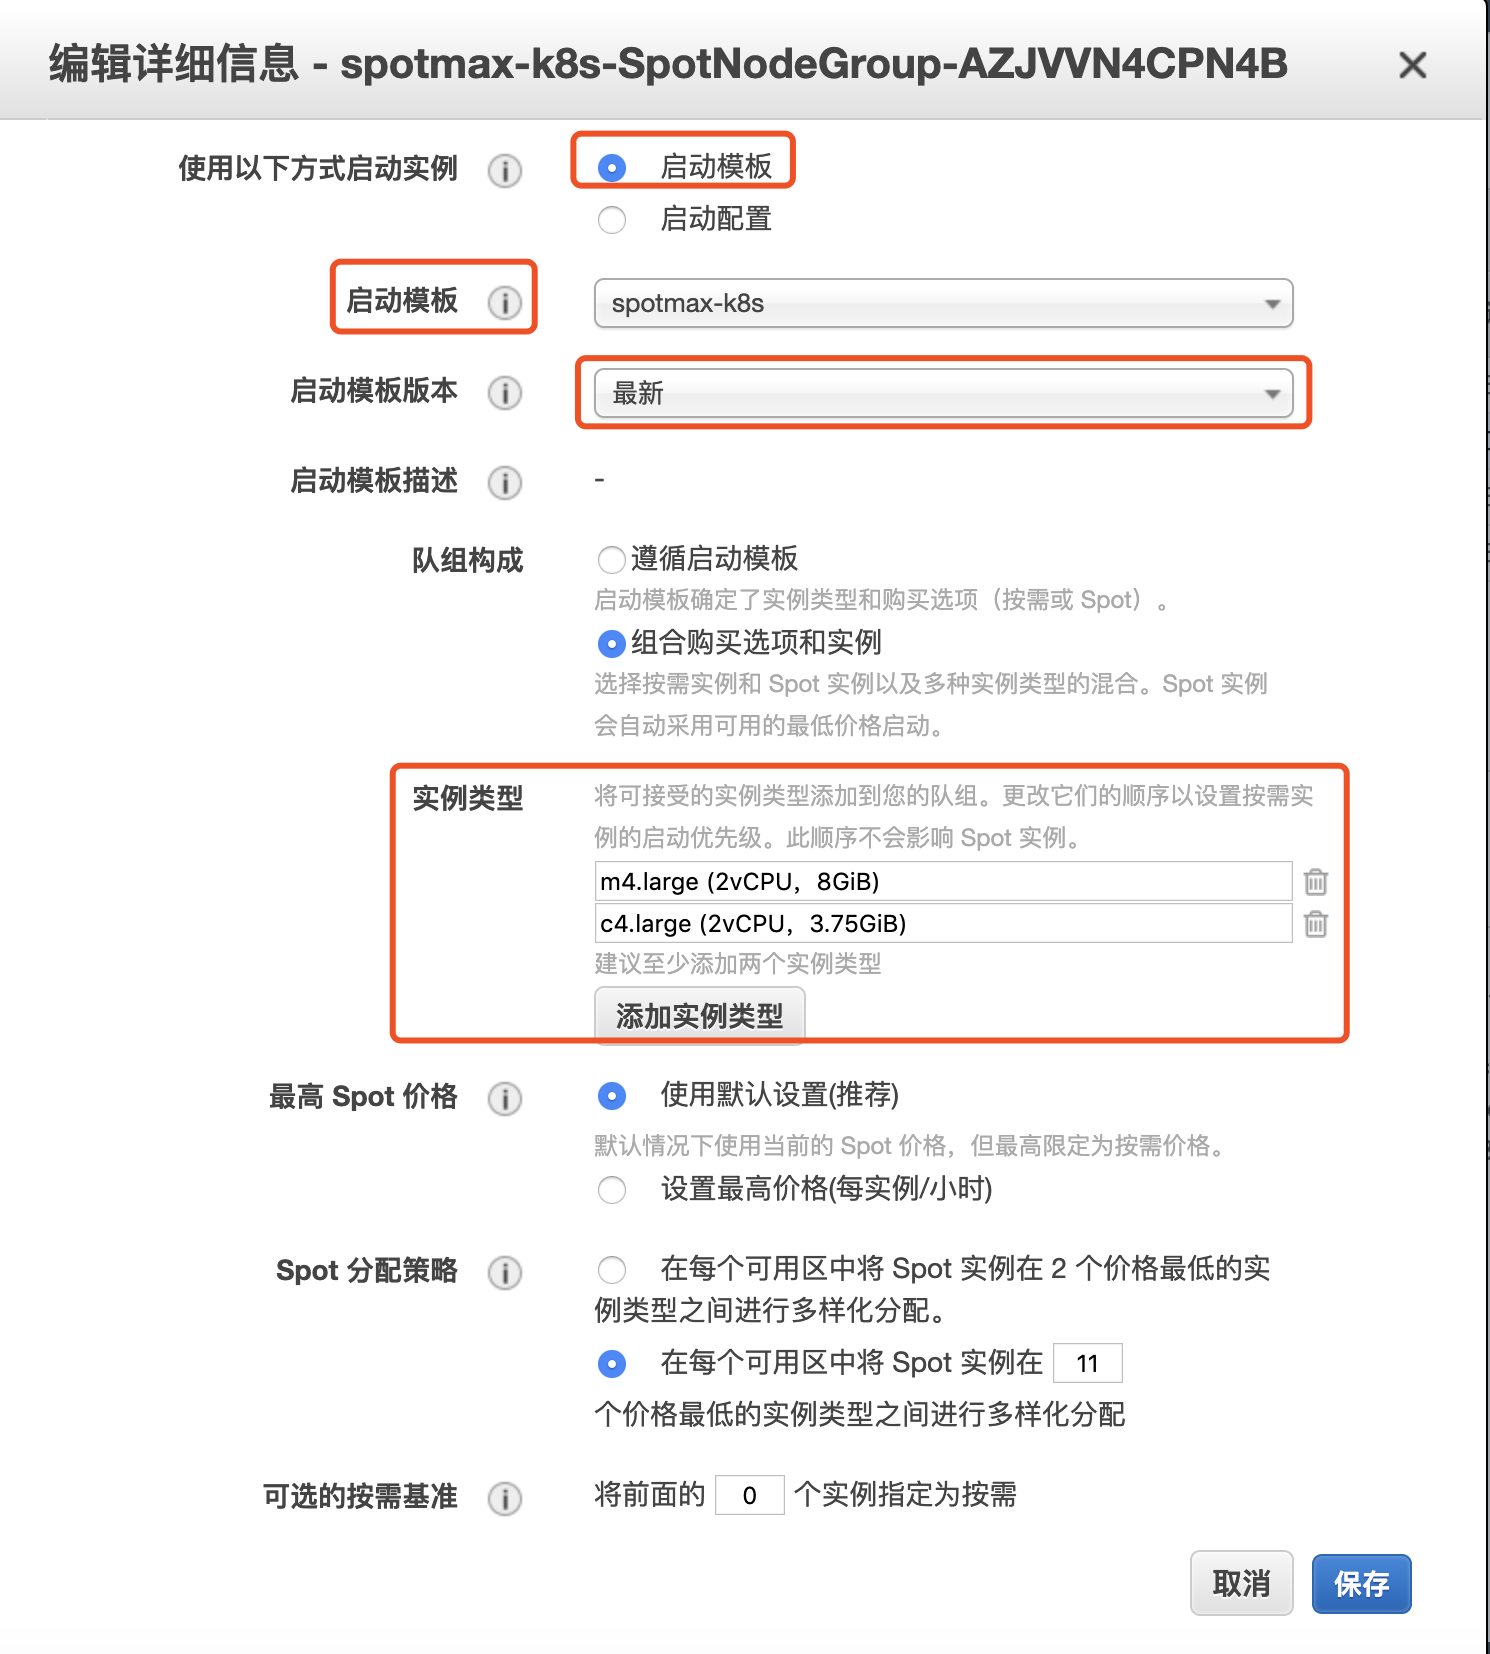 编辑详细信息 - spotmax-k8s-SpotNodeGroup-AZJVVN4CPN4B
使用以下方式启动实例
启动模板
启动配置
启动模板
spotmax-k8s
启动模板版本
最新
启动模板描述
-
队组构成
遵循启动模板
启动模板确定了实例类型和购买选项（按需或 Spot）。
组合购买选项和实例
选择按需实例和 Spot 实例以及多种实例类型的混合。Spot 实例
会自动采用可用的最低价格启动。
实例类型
将可接受的实例类型添加到您的队组。更改它们的顺序以设置按需实
例的启动优先级。此顺序不会影响 Spot 实例。
m4.large (2vCPU，8GiB)
c4.large (2vCPU，3.75GiB)
建议至少添加两个实例类型
添加实例类型
最高 Spot 价格
使用默认设置(推荐)
默认情况下使用当前的 Spot 价格，但最高限定为按需价格。
设置最高价格(每实例/小时)
Spot 分配策略
在每个可用区中将 Spot 实例在 2 个价格最低的实
例类型之间进行多样化分配。
在每个可用区中将 Spot 实例在 11
个价格最低的实例类型之间进行多样化分配
可选的按需基准
将前面的 0 个实例指定为按需
取消
保存